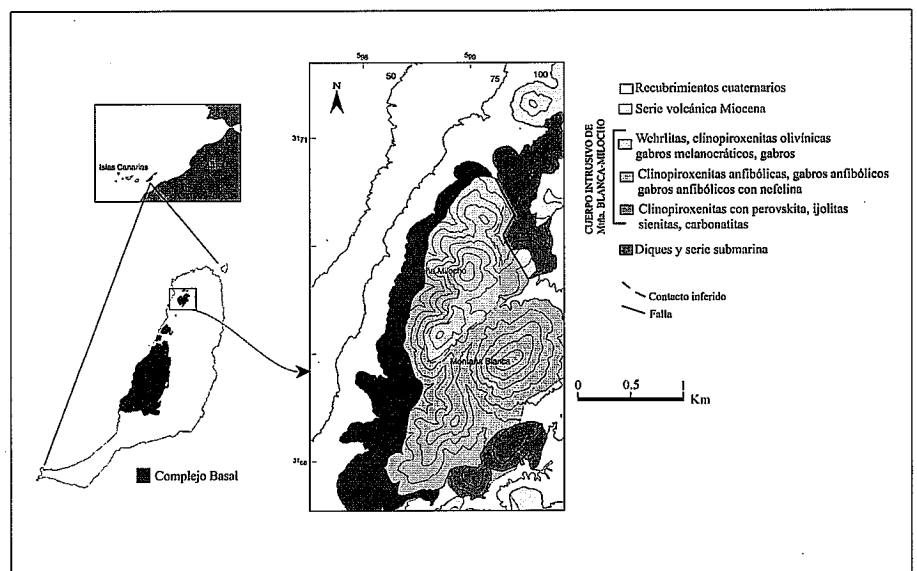 Islas Canarias
Complejo Basal
N
50
75
100
Montaña Blanca
Recubrimientos cuaternarios
Serie volcánica Miocena
CUERPO INTRUSIVO DE
Mtña. BLANCA-MILOCHO
Wehrlitas, clinopiroxenitas olivínicas
gabros melanocráticos, gabros
Clinopiroxenitas anfibólicas, gabros anfibólicos
gabros anfibólicos con nefelina
Clinopiroxenitas con perovskita, ijolitas
sienitas, carbonatitas
Diques y serie submarina
Contacto inferido
Falla
0 0.5 1
Km